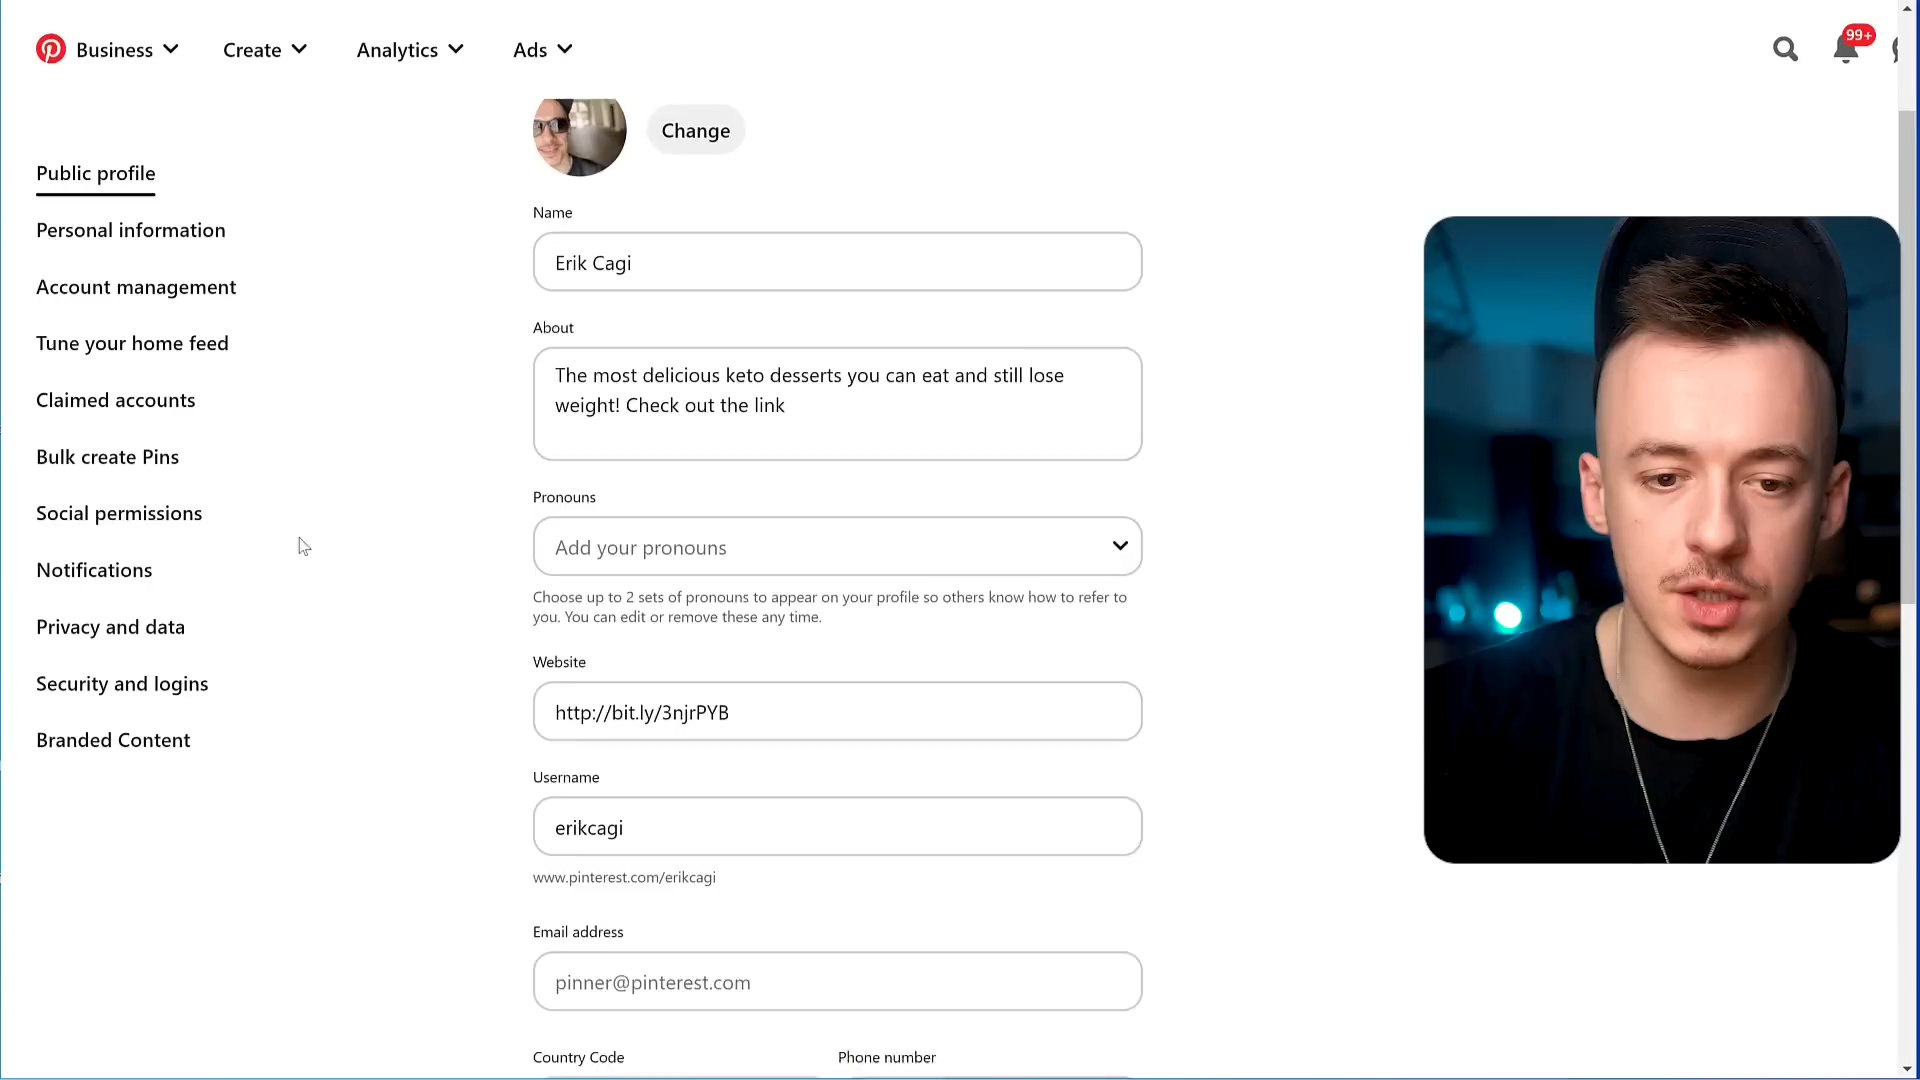 Business
Create
Analytics
Ads
99+
Change
Public profile
Personal information
Account management
Tune your home feed
Claimed accounts
Bulk create Pins
Social permissions
Notifications
Privacy and data
Security and logins
Branded Content
Name
Erik Cagi
About
The most delicious keto desserts you can eat and still lose
weight! Check out the link
Pronouns
Add your pronouns
Choose up to 2 sets of pronouns to appear on your profile so others know how to refer to
you. You can edit or remove these any time.
Website
http://bit.ly/3njrPYB
Username
erikcagi
www.pinterest.com/erikcagi
Email address
pinner@pinterest.com
Country Code
Phone number